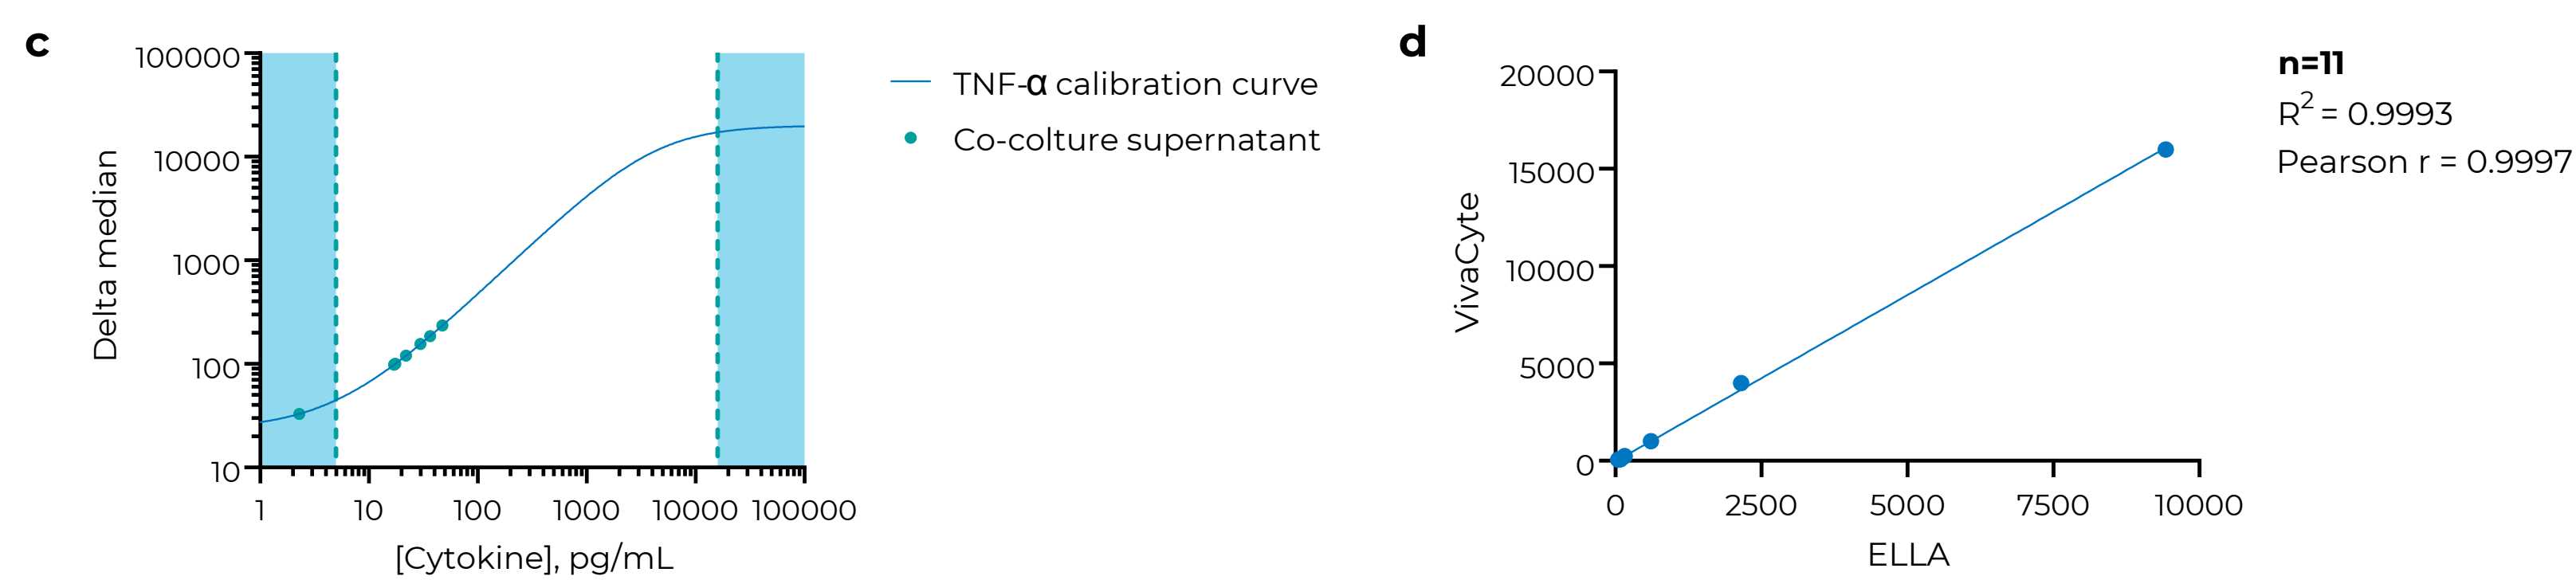 c
100000
10000
1000
100
10
Delta median
1
10
100
1000
10000
100000
[Cytokine], pg/mL
TNF-α calibration curve
Co-colture supernatant
d
20000
15000
10000
5000
0
VivaCyte
0
2500
5000
7500
10000
ELLA
n=11
R² = 0.9993
Pearson r = 0.9997